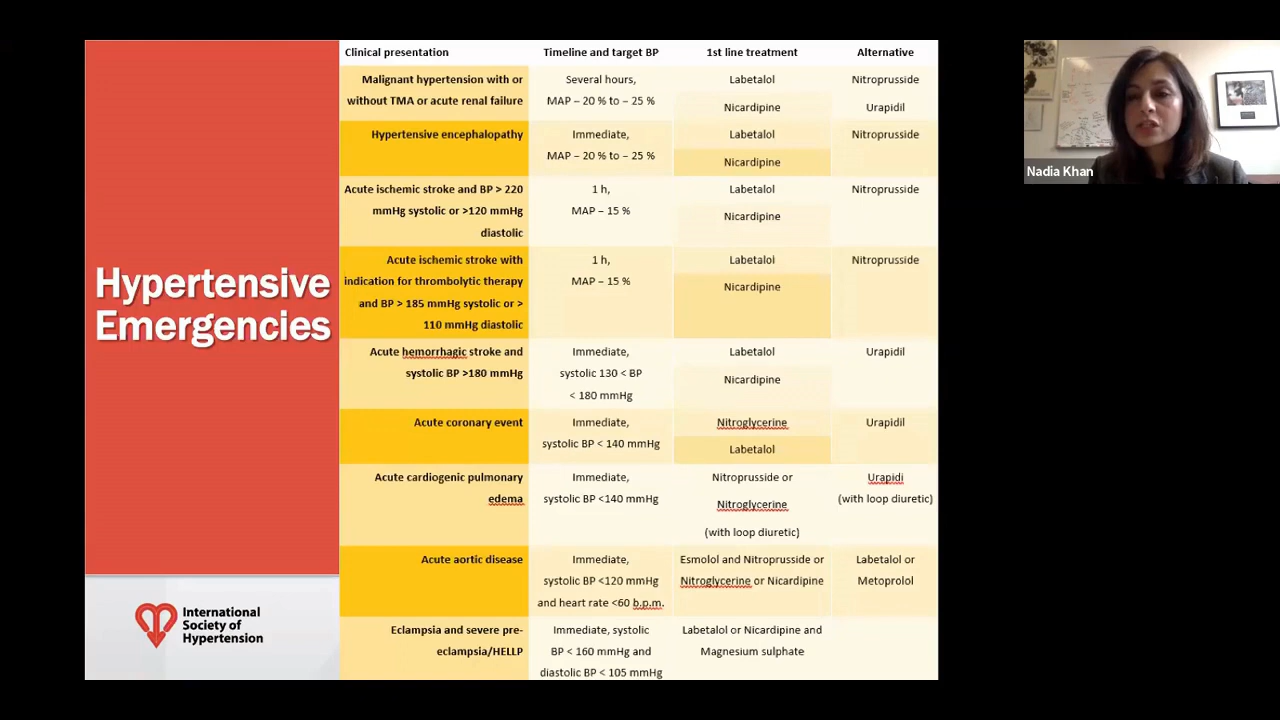 Hypertensive
Emergencies
International
Society of
Hypertension
Clinical presentation Timeline and target BP 1st line treatment Alternative
Malignant hypertension with or
without TMA or acute renal failure
Several hours,
MAP – 20 % to – 25 %
Labetalol
Nicardipine
Nitroprusside
Urapidil
Hypertensive encephalopathy
Immediate,
MAP – 20 % to – 25 %
Labetalol
Nicardipine
Nitroprusside
Acute ischemic stroke and BP > 220
mmHg systolic or >120 mmHg
diastolic
1 h,
MAP – 15 %
Labetalol
Nicardipine
Nitroprusside
Acute ischemic stroke with
indication for thrombolytic therapy
and BP > 185 mmHg systolic or >
110 mmHg diastolic
1 h,
MAP – 15 %
Labetalol
Nicardipine
Nitroprusside
Acute hemorrhagic stroke and
systolic BP >180 mmHg
Immediate,
systolic 130 < BP
< 180 mmHg
Labetalol
Nicardipine
Urapidil
Acute coronary event
Immediate,
systolic BP < 140 mmHg
Nitroglycerine
Labetalol
Urapidil
Acute cardiogenic pulmonary
edema
Immediate,
systolic BP <140 mmHg
Nitroprusside or
Nitroglycerine
(with loop diuretic)
Urapidi
(with loop diuretic)
Acute aortic disease
Immediate,
systolic BP <120 mmHg
and heart rate <60 b.p.m.
Esmolol and Nitroprusside or
Nitroglycerine or Nicardipine
Labetalol or
Metoprolol
Eclampsia and severe pre-
eclampsia/HELLP
Immediate, systolic
BP < 160 mmHg and
diastolic BP < 105 mmHg
Labetalol or Nicardipine and
Magnesium sulphate
Nadia Khan